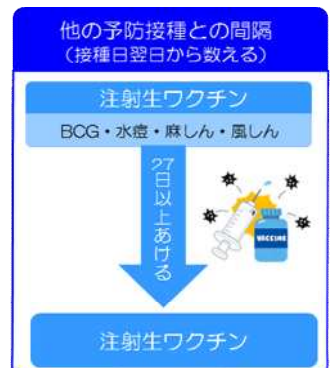 他の予防接種との間隔
（接種日翌日から数える）
注射生ワクチン
BCG・水痘・麻しん・風しん
27日以上あける
VACCINE
注射生ワクチン